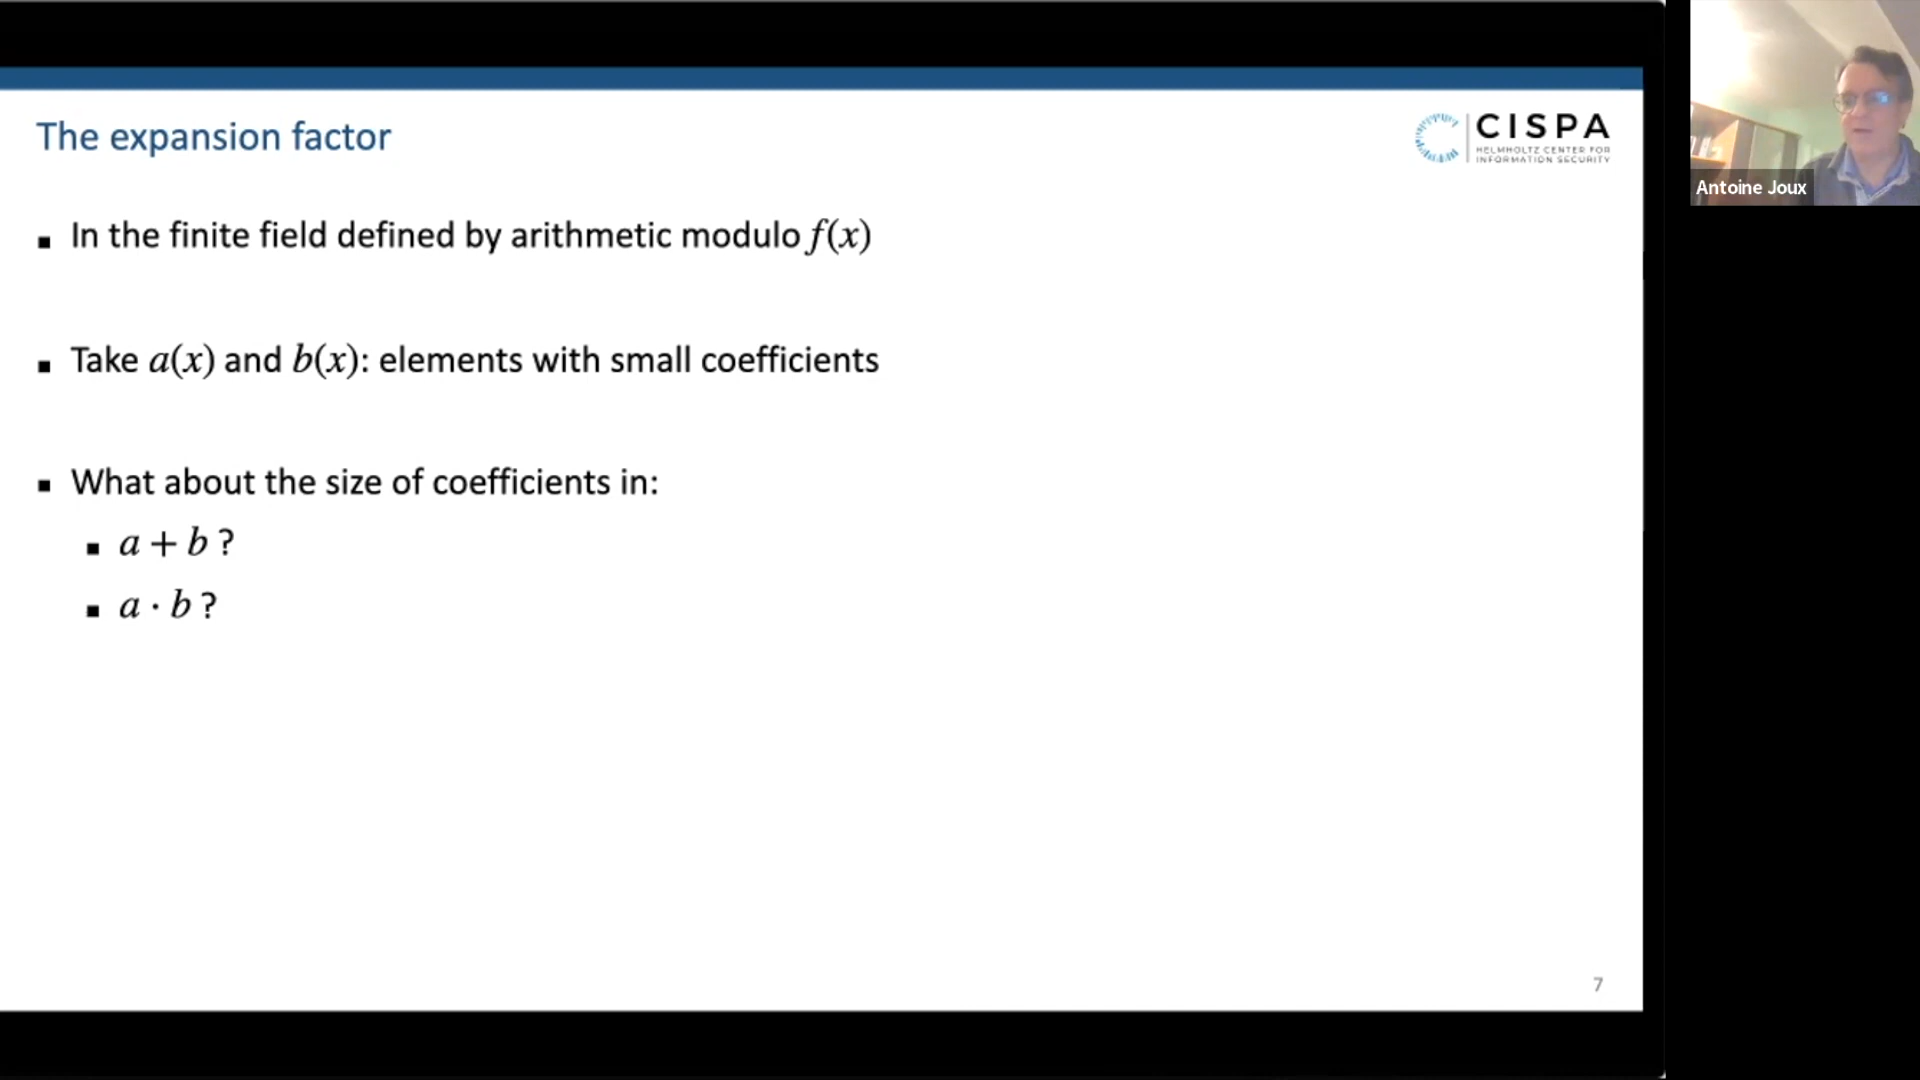 The expansion factor
CISPA
HELMHOLTZ CENTER FOR
INFORMATION SECURITY
Antoine Joux
▪ In the finite field defined by arithmetic modulo f(x)
▪ Take a(x) and b(x): elements with small coefficients
▪ What about the size of coefficients in:
▪ a + b ?
▪ a · b ?
7